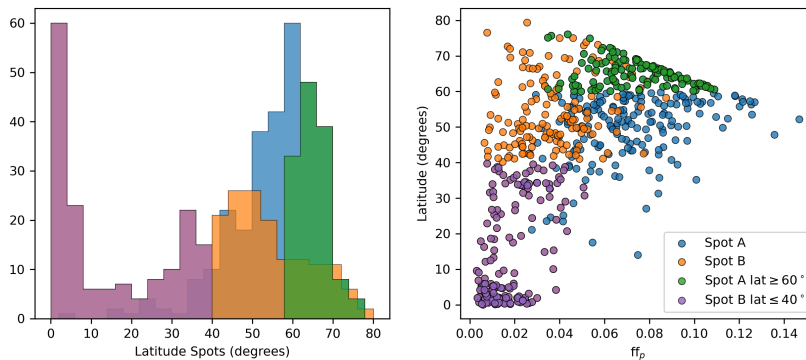 60
50
40
30
20
10
0
0 10 20 30 40 50 60 70 80
Latitude Spots (degrees)
80
70
60
50
40
30
20
10
0
Latitude (degrees)
Spot A
Spot B
Spot A lat ≥ 60°
Spot B lat ≤ 40°
0.00 0.02 0.04 0.06 0.08 0.10 0.12 0.14
ffₚ